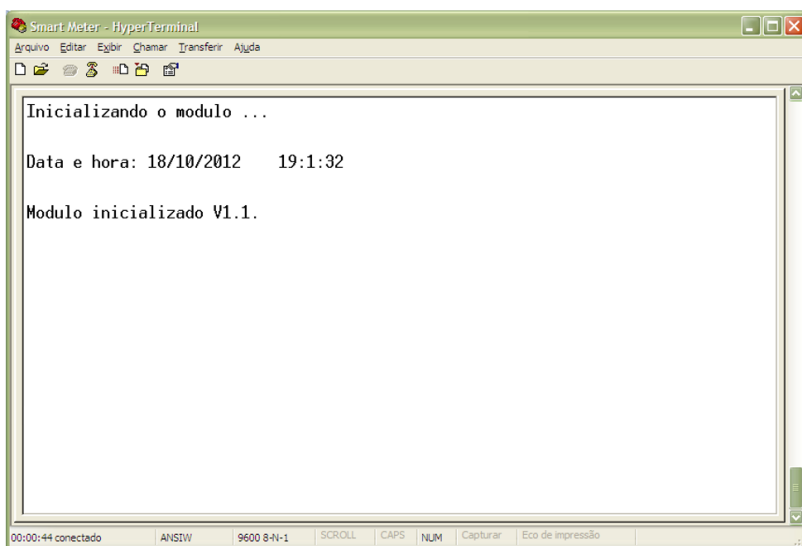 Smart Meter - HyperTerminal
Arquivo Editar Exibir Chamar Transferir Ajuda
Inicializando o modulo ...
Data e hora: 18/10/2012    19:1:32
Modulo inicializado V1.1.
00:00:44 conectado ANSIW 9600 8-N-1 SCROLL CAPS NUM Capturar Eco de impressão